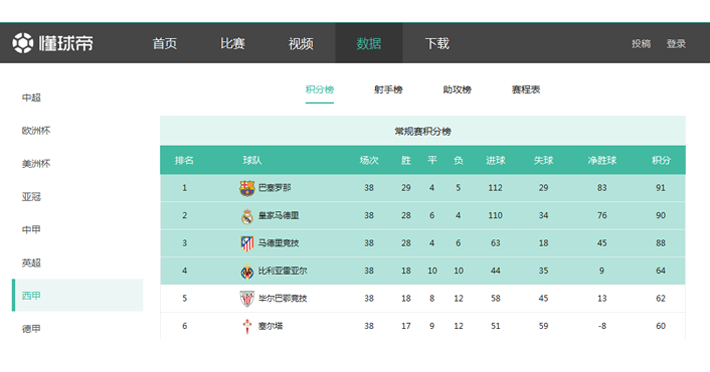 懂球帝 首页 比赛 视频 数据 下载 投稿 登录
积分榜 射手榜 助攻榜 赛程表
中超
欧洲杯
美洲杯
亚冠
中甲
英超
西甲
德甲
常规赛积分榜
排名 球队 场次 胜 平 负 进球 失球 净胜球 积分
1 巴塞罗那 38 29 4 5 112 29 83 91
2 皇家马德里 38 28 6 4 110 34 76 90
3 马德里竞技 38 28 4 6 63 18 45 88
4 比利亚雷亚尔 38 18 10 10 44 35 9 64
5 毕尔巴鄂竞技 38 18 8 12 58 45 13 62
6 塞尔塔 38 17 9 12 51 59 -8 60